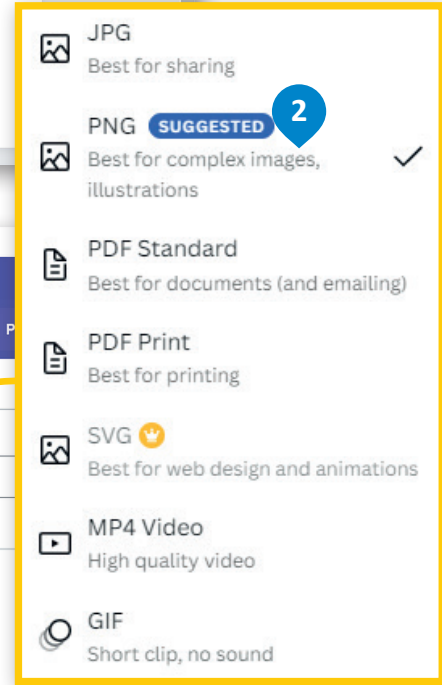 JPG
Best for sharing
PNG SUGGESTED 2
Best for complex images,
illustrations
PDF Standard
Best for documents (and emailing)
PDF Print
Best for printing
P
SVG
Best for web design and animations
MP4 Video
High quality video
GIF
Short clip, no sound